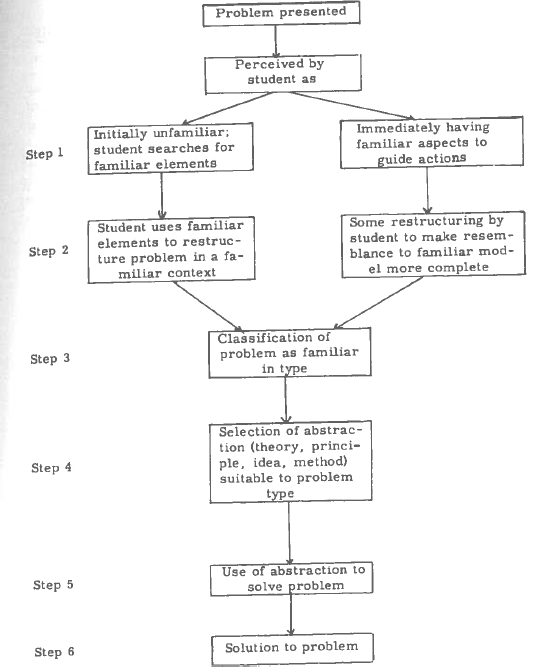 Problem presented
Perceived by
student as
Step 1
Initially unfamiliar;
student searches for
familiar elements
Immediately having
familiar aspects to
guide actions
Step 2
Student uses familiar
elements to restruc-
ture problem in a fa-
miliar context
Some restructuring by
student to make resem-
blance to familiar mod-
el more complete
Step 3
Classification of
problem as familiar
in type
Step 4
Selection of abstrac-
tion (theory, princi-
ple, idea, method)
suitable to problem
type
Step 5
Use of abstraction to
solve problem
Step 6
Solution to problem